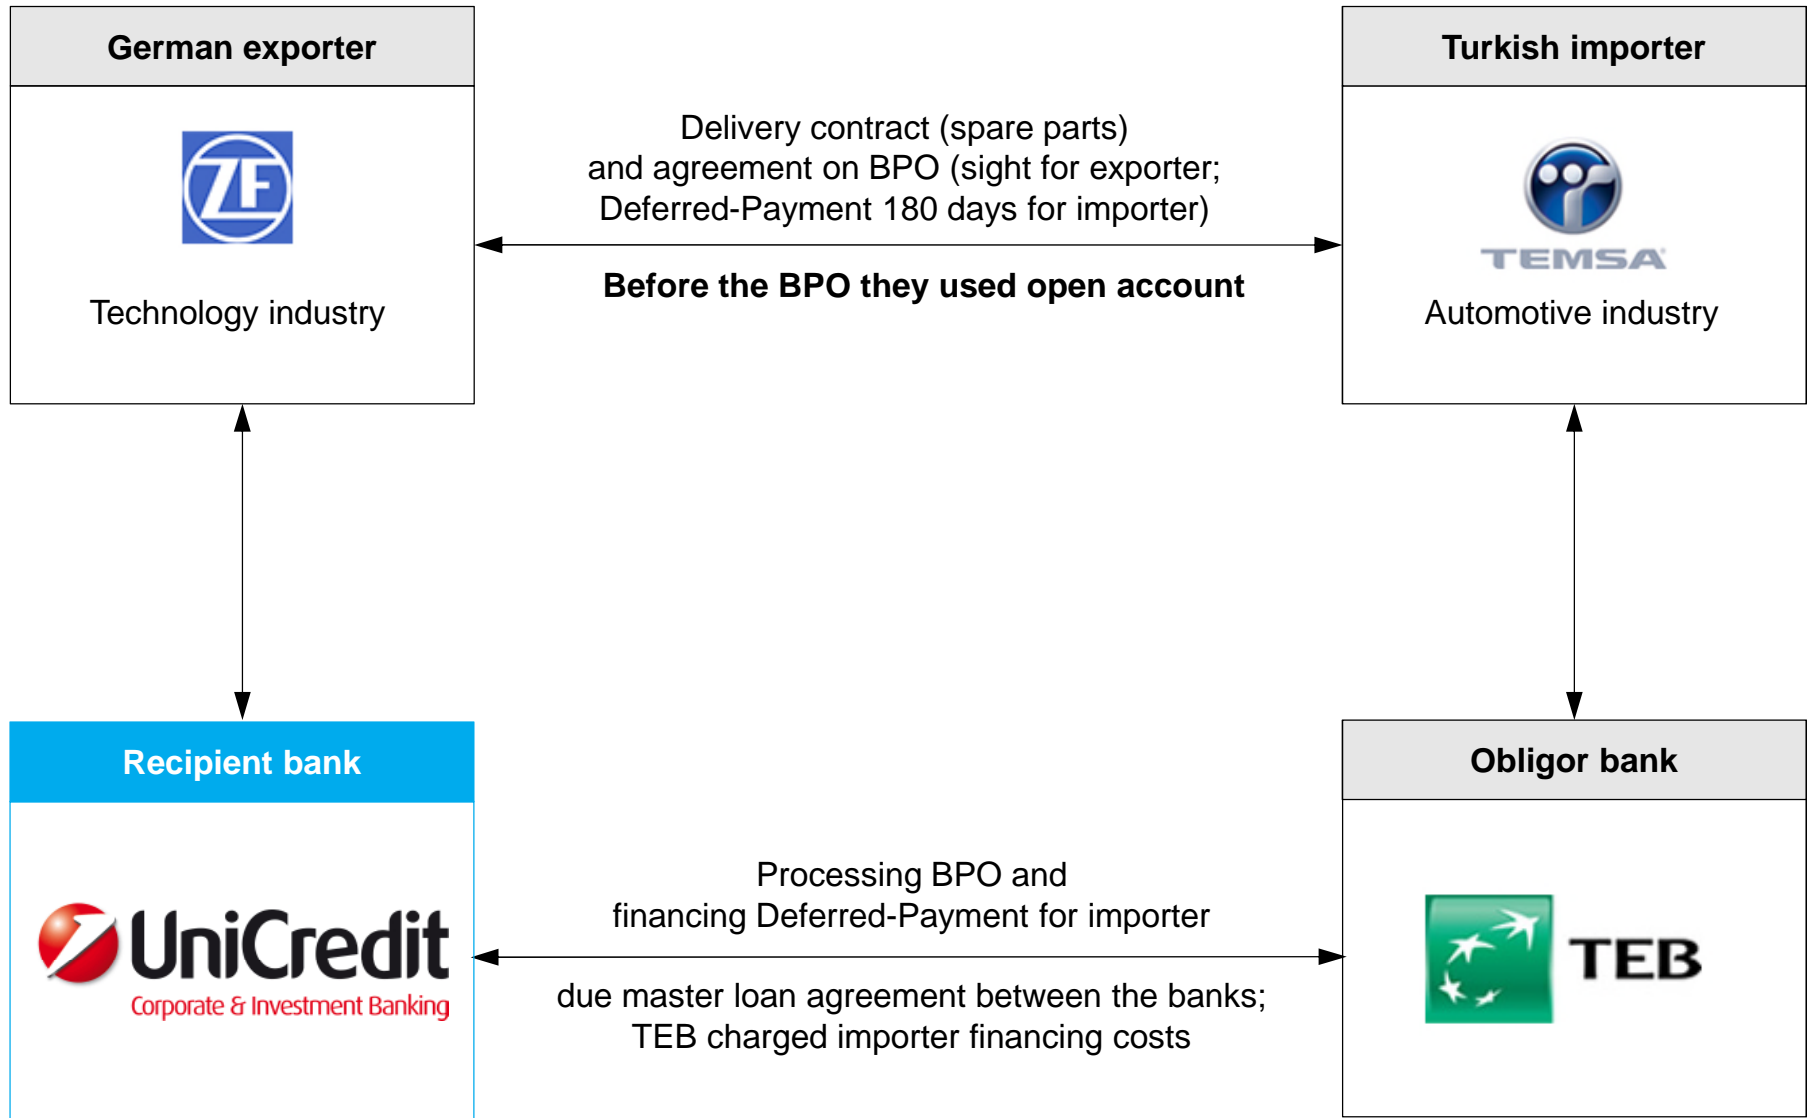 German exporter
Turkish importer
ZF
Technology industry
Delivery contract (spare parts)
and agreement on BPO (sight for exporter;
Deferred-Payment 180 days for importer)
Before the BPO they used open account
TEMSA
Automotive industry
Recipient bank
Obligor bank
UniCredit
Corporate & Investment Banking
Processing BPO and
financing Deferred-Payment for importer
due master loan agreement between the banks;
TEB charged importer financing costs
TEB